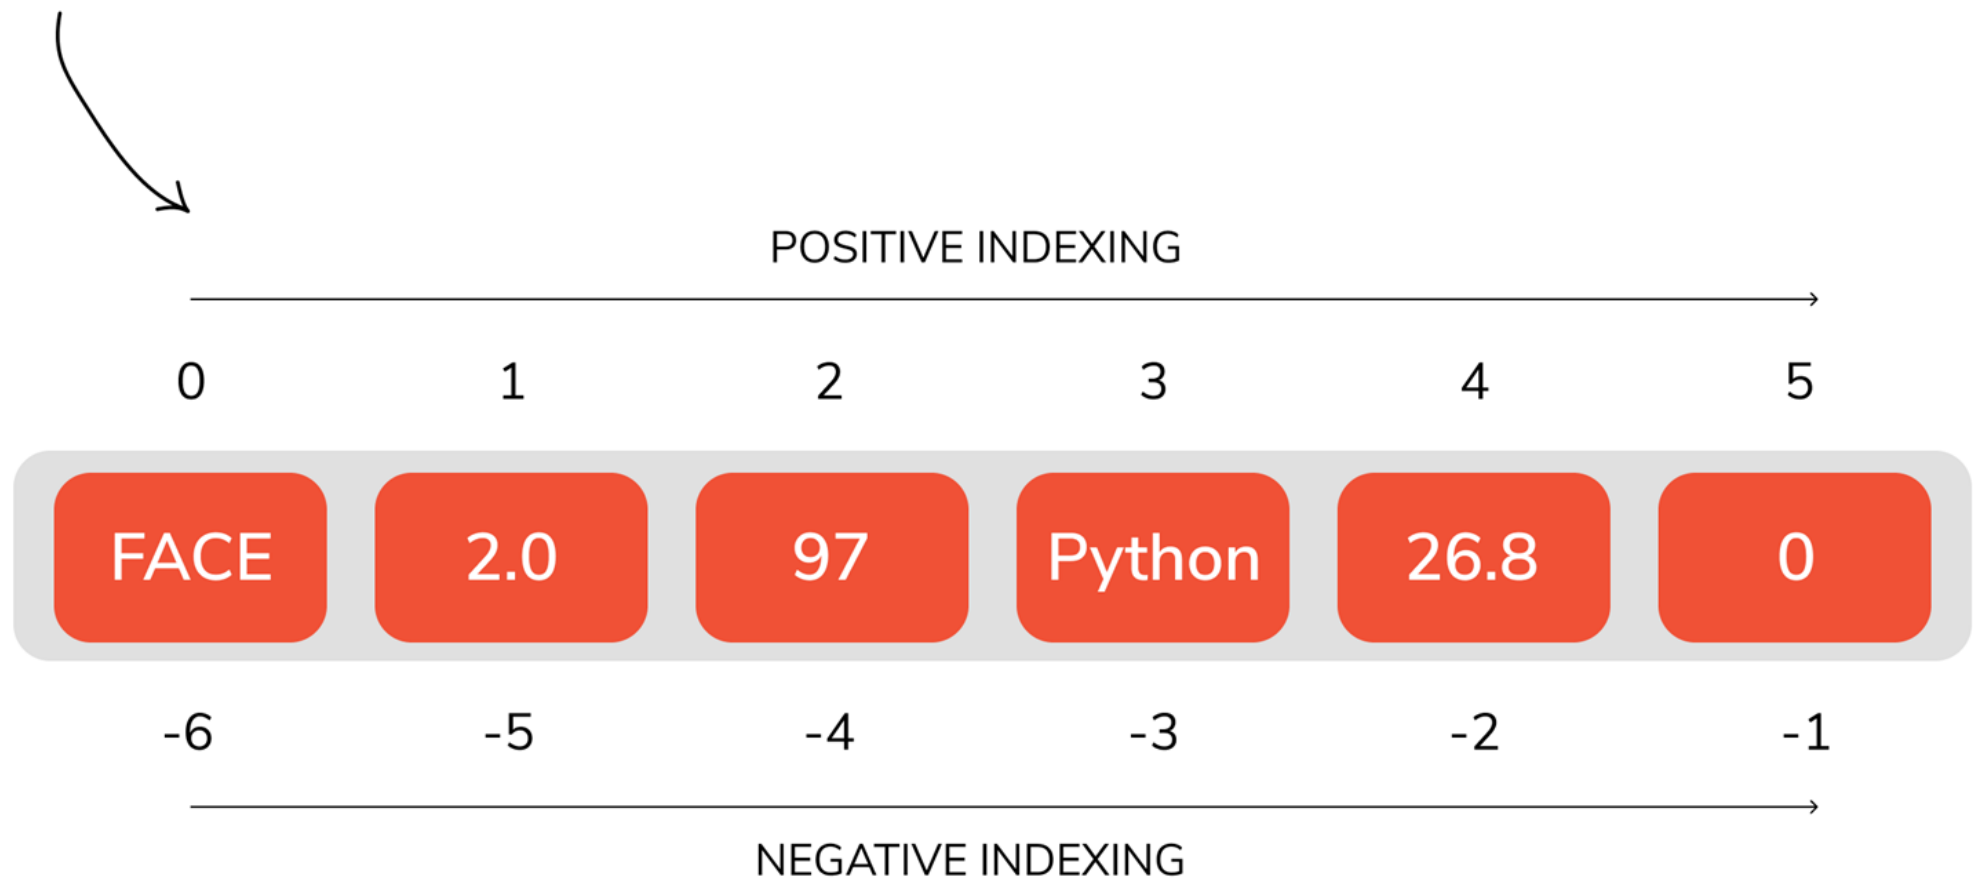 POSITIVE INDEXING
0 1 2 3 4 5
FACE 2.0 97 Python 26.8 0
-6 -5 -4 -3 -2 -1
NEGATIVE INDEXING